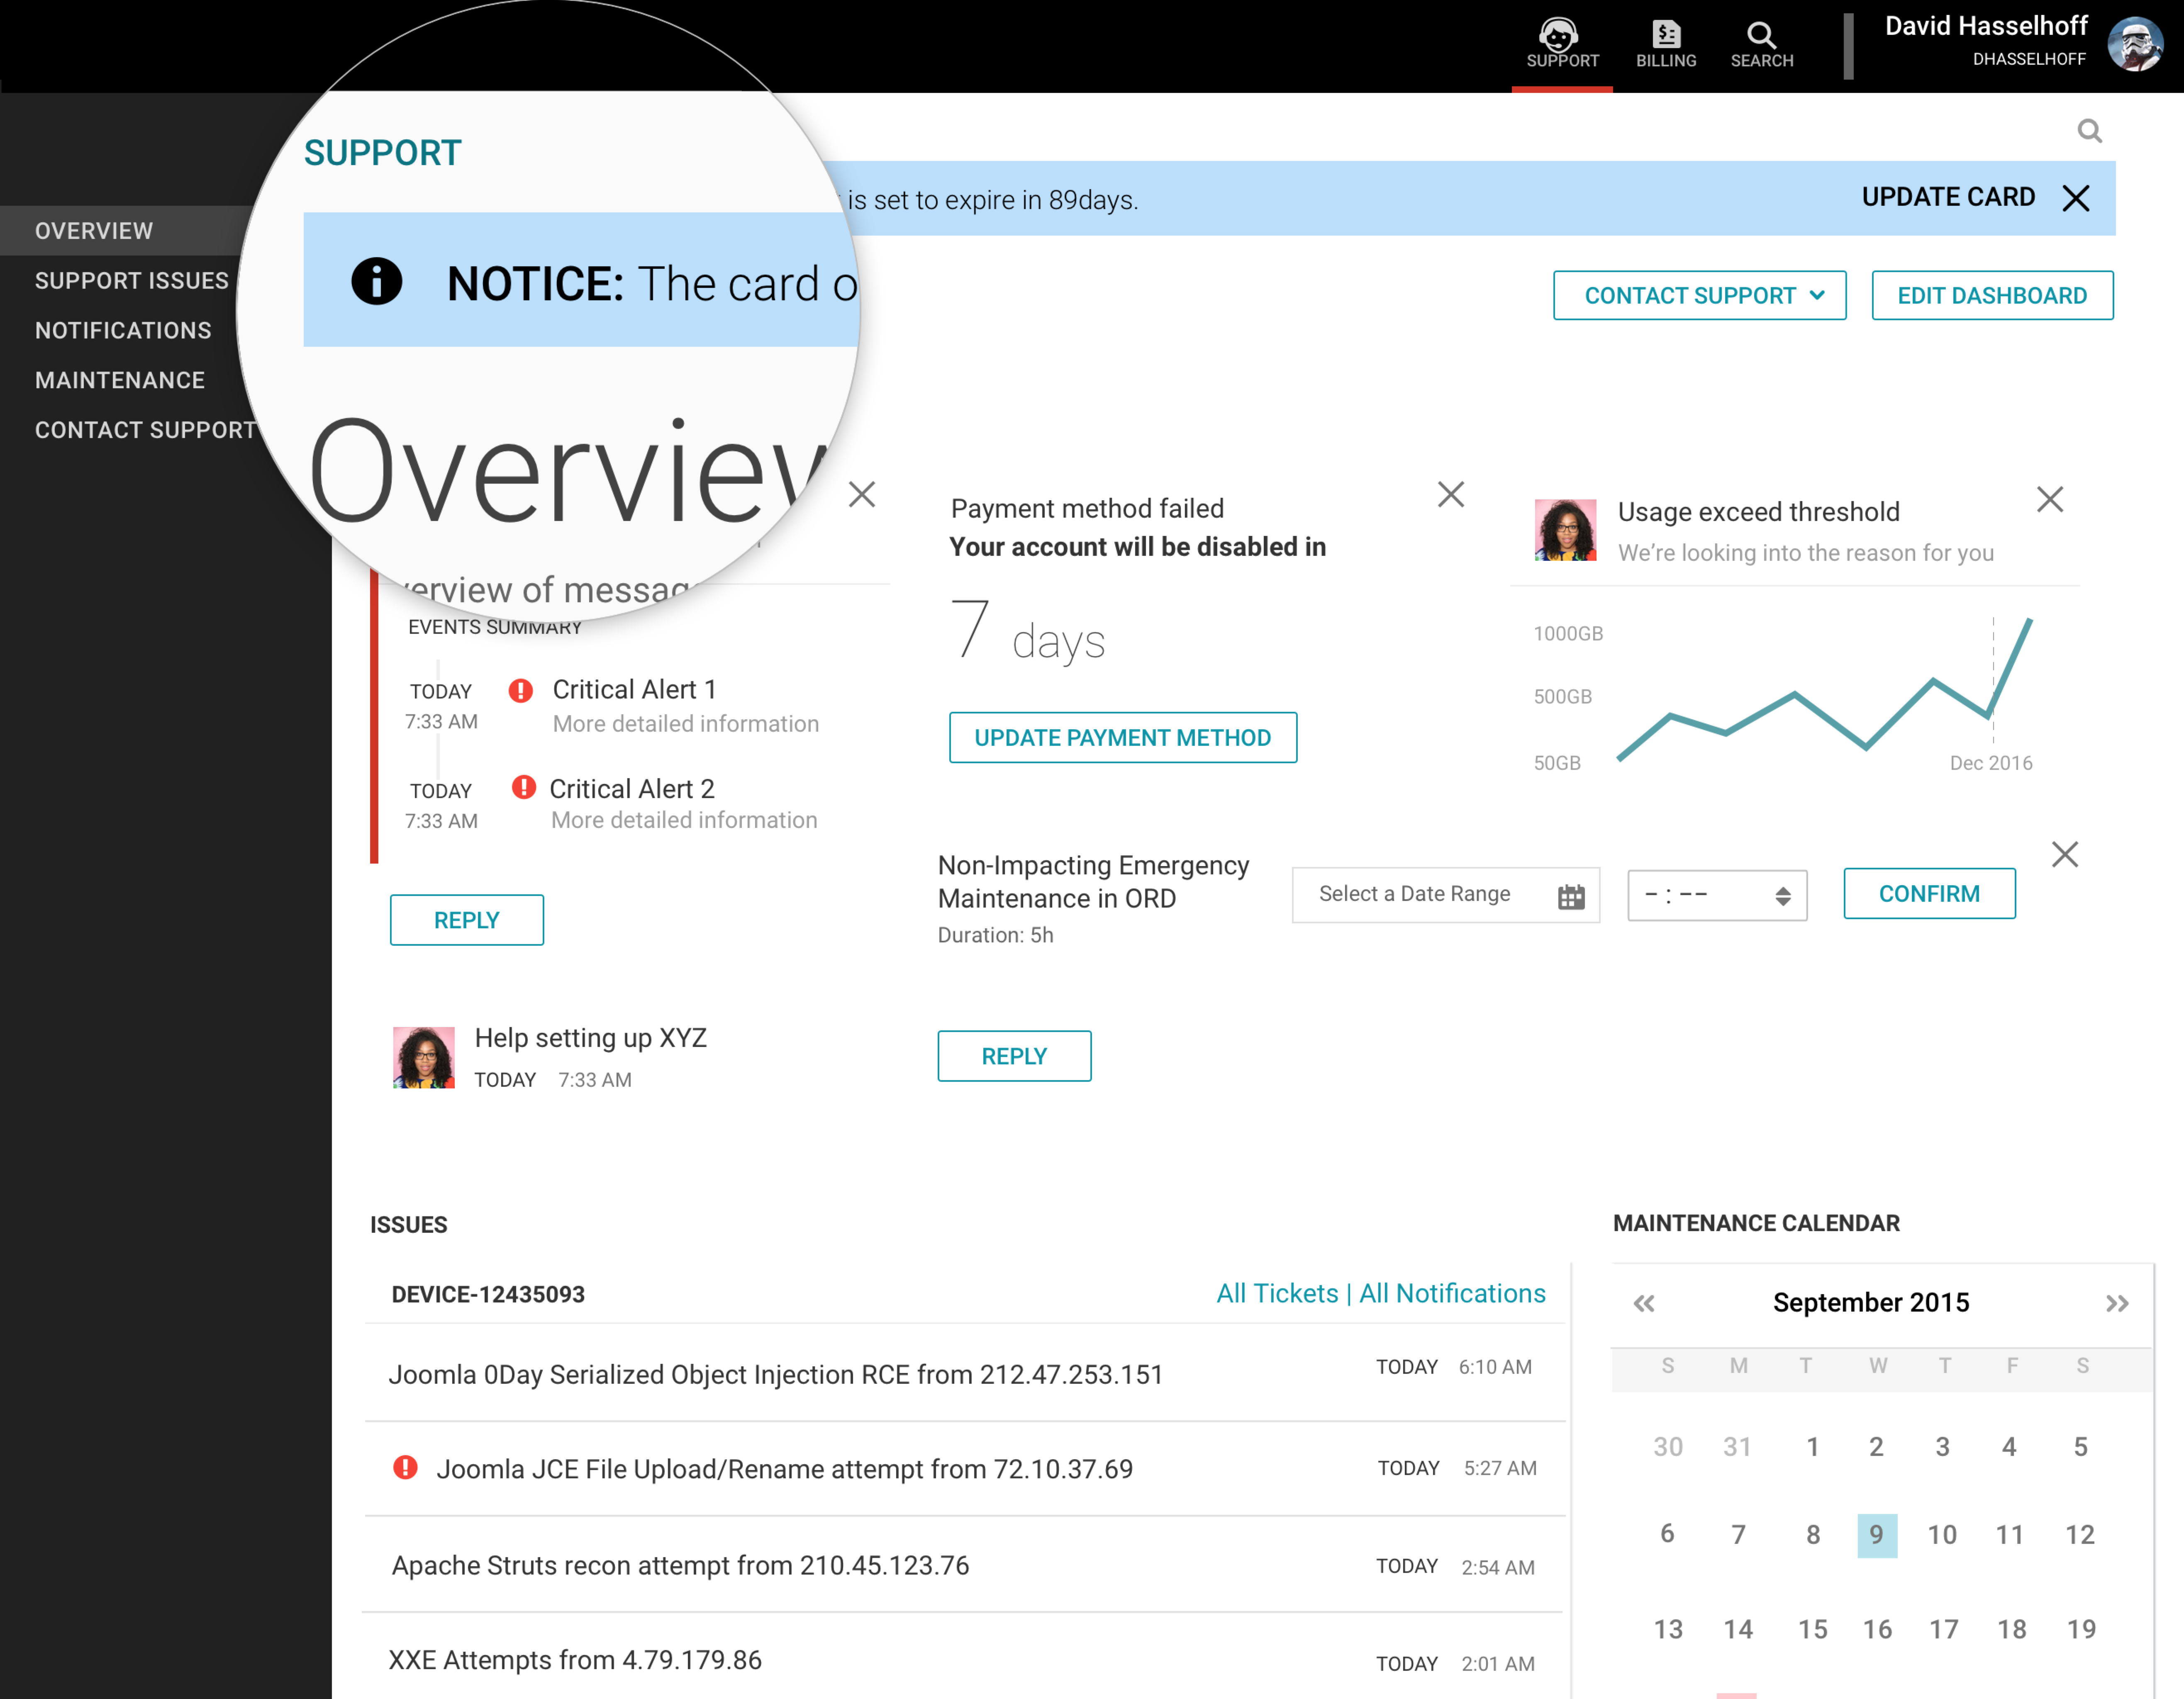 SUPPORT
BILLING
SEARCH
David Hasselhoff
DHASSELHOFF
OVERVIEW
SUPPORT ISSUES
NOTIFICATIONS
MAINTENANCE
CONTACT SUPPORT
SUPPORT
NOTICE: The card
is set to expire in 89days.
UPDATE CARD
CONTACT SUPPORT
EDIT DASHBOARD
Overview
of
EVENTS SUMMARY
TODAY
7:33 AM
Critical Alert 1
More detailed information
TODAY
7:33 AM
Critical Alert 2
More detailed information
REPLY
Payment method failed
Your account will be disabled in
7 days
UPDATE PAYMENT METHOD
Usage exceed threshold
We're looking into the reason for you
1000GB
500GB
50GB
Dec 2016
Non-Impacting Emergency
Maintenance in ORD
Duration: 5h
Select a Date Range
– : ––
CONFIRM
Help setting up XYZ
TODAY 7:33 AM
REPLY
ISSUES
DEVICE-12435093
All Tickets | All Notifications
Joomla 0Day Serialized Object Injection RCE from 212.47.253.151
TODAY 6:10 AM
Joomla JCE File Upload/Rename attempt from 72.10.37.69
TODAY 5:27 AM
Apache Struts recon attempt from 210.45.123.76
TODAY 2:54 AM
XXE Attempts from 4.79.179.86
TODAY 2:01 AM
MAINTENANCE CALENDAR
September 2015
S M T W T F S
30 31 1 2 3 4 5
6 7 8 9 10 11 12
13 14 15 16 17 18 19